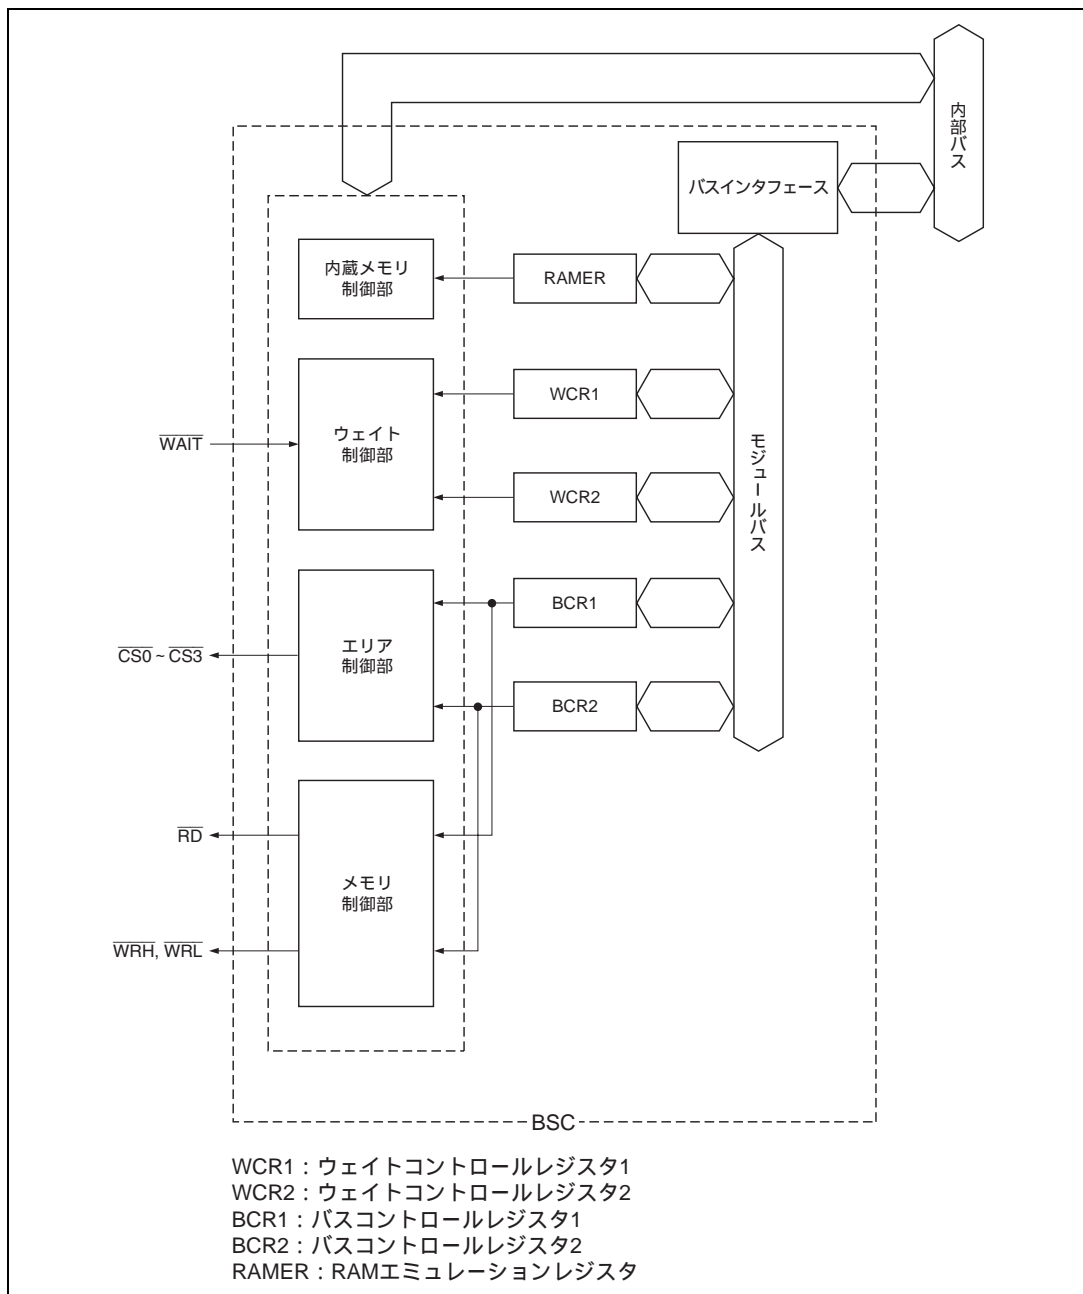 内部バス
バスインタフェース
内蔵メモリ
制御部
RAMER
WCR1
W̅A̅I̅T̅
ウェイト
制御部
WCR2
モジュールバス
BCR1
C̅S̅0̅ ~ C̅S̅3̅
エリア
制御部
BCR2
R̅D̅
メモリ
制御部
W̅R̅H̅, W̅R̅L̅
BSC
WCR1：ウェイトコントロールレジスタ1
WCR2：ウェイトコントロールレジスタ2
BCR1：バスコントロールレジスタ1
BCR2：バスコントロールレジスタ2
RAMER：RAMエミュレーションレジスタ